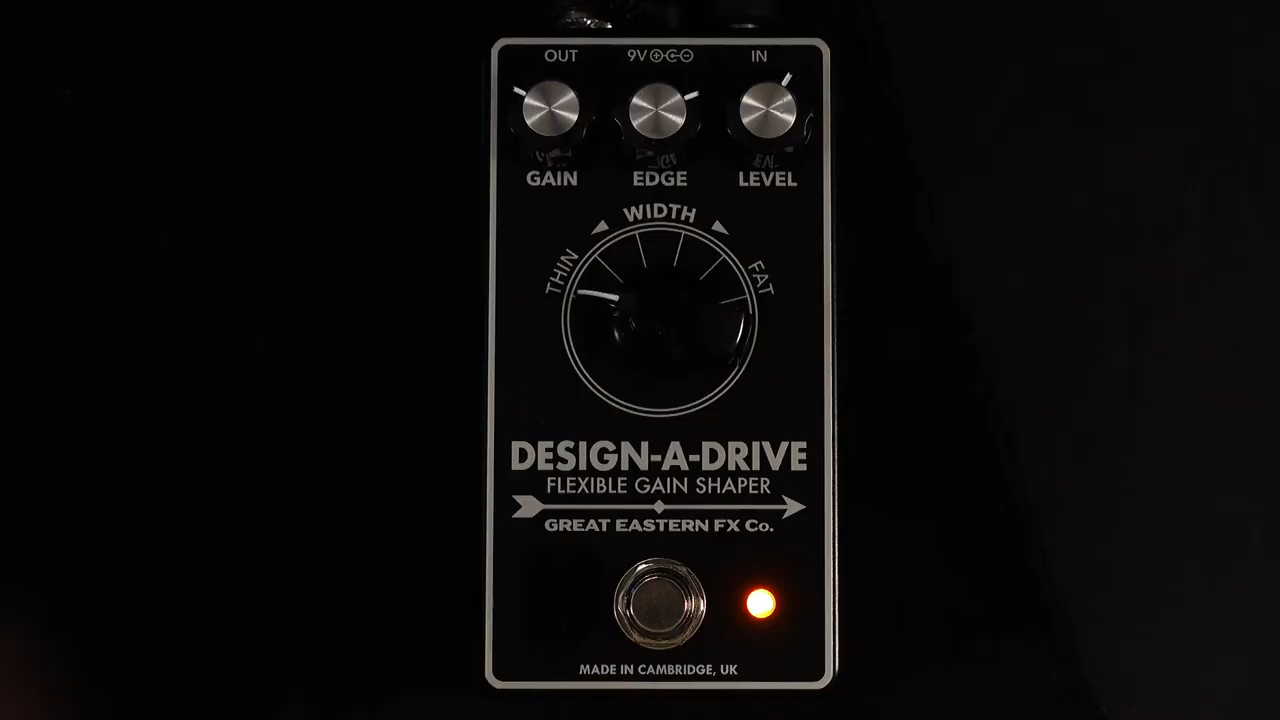 OUT 9V IN
GAIN EDGE LEVEL
WIDTH
THIN FAT
DESIGN-A-DRIVE
FLEXIBLE GAIN SHAPER
GREAT EASTERN FX Co.
MADE IN CAMBRIDGE, UK